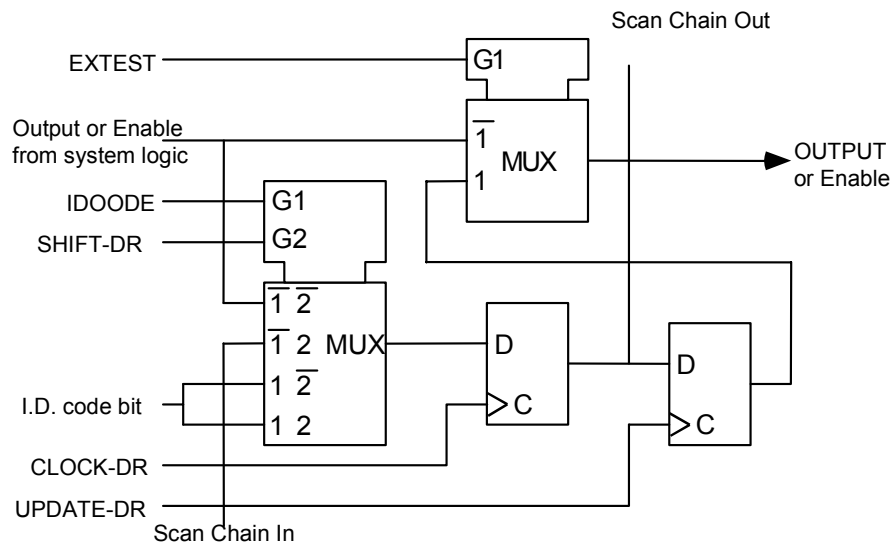 Scan Chain Out
EXTEST
G1
Output or Enable
from system logic
1̅
1
MUX
OUTPUT
or Enable
IDOODE
SHIFT-DR
G1
G2
1̅ 2̅
1̅ 2
1 2̅
1 2
MUX
D
C
D
C
I.D. code bit
CLOCK-DR
UPDATE-DR
Scan Chain In